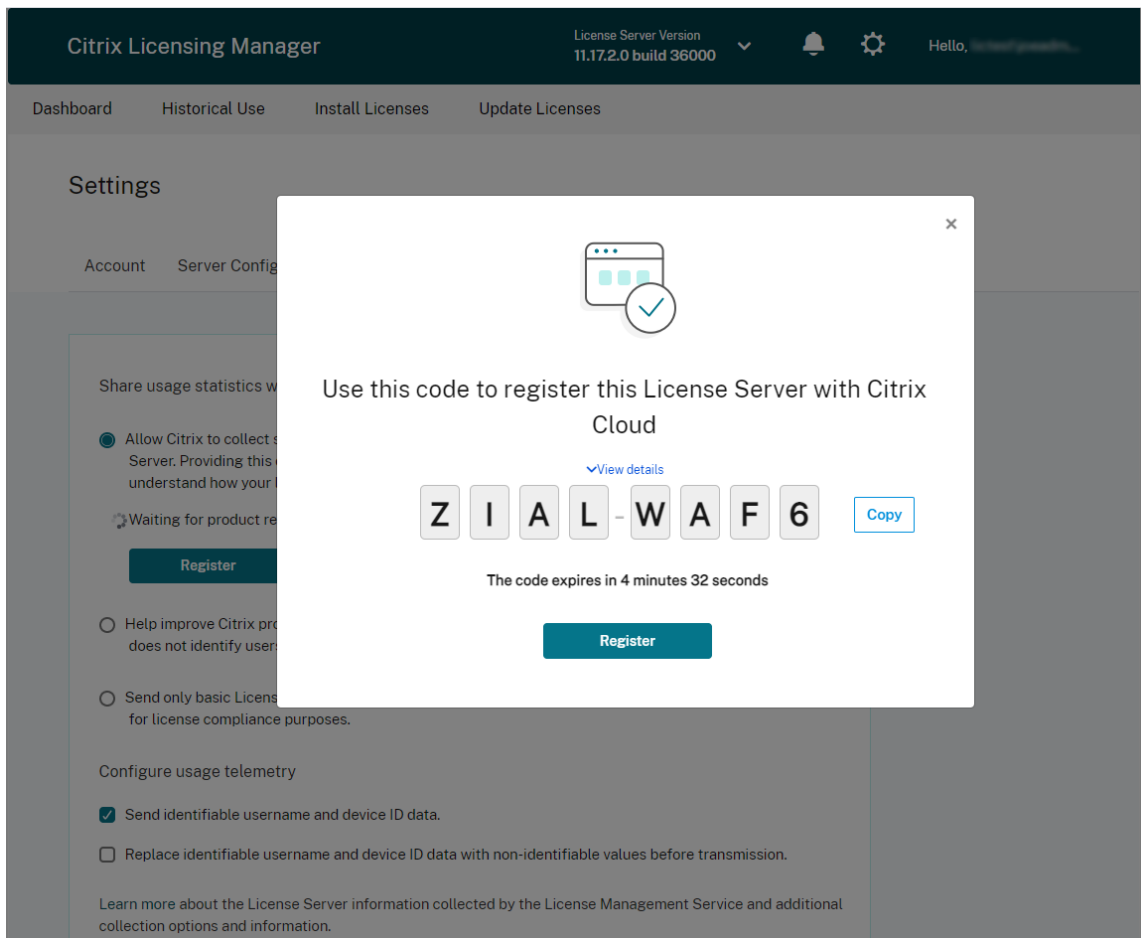 Citrix Licensing Manager
License Server Version
11.17.2.0 build 36000
Hello,
Dashboard Historical Use Install Licenses Update Licenses
Settings
Account Server Config
Use this code to register this License Server with Citrix
Cloud
View details
ZIAL-WAF6
Copy
The code expires in 4 minutes 32 seconds
Register
Share usage statistics w
Allow Citrix to collect s
Server. Providing this
understand how your
Waiting for product re
Register
Help improve Citrix pro
does not identify user
Send only basic Licens
for license compliance purposes.
Configure usage telemetry
Send identifiable username and device ID data.
Replace identifiable username and device ID data with non-identifiable values before transmission.
Learn more about the License Server information collected by the License Management Service and additional
collection options and information.